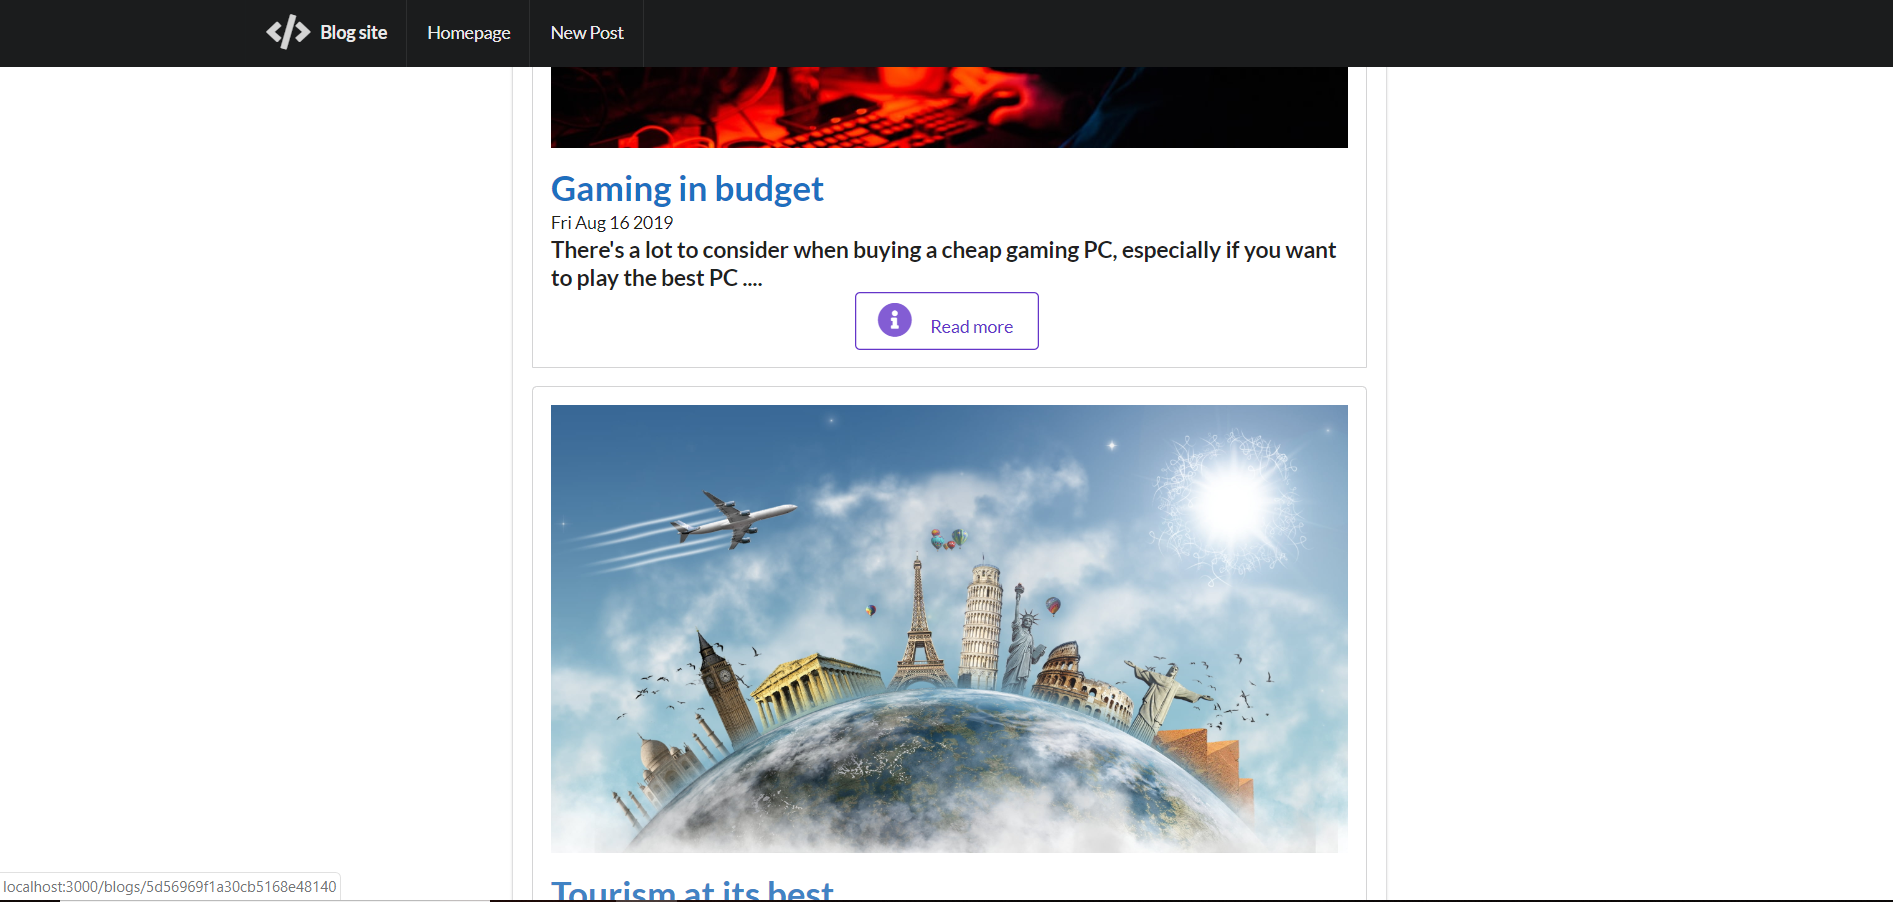 Blog site
Homepage
New Post
Gaming in budget
Fri Aug 16 2019
There's a lot to consider when buying a cheap gaming PC, especially if you want
to play the best PC ....
Read more
Tourism at its best
localhost:3000/blogs/5d56969f1a30cb5168e48140